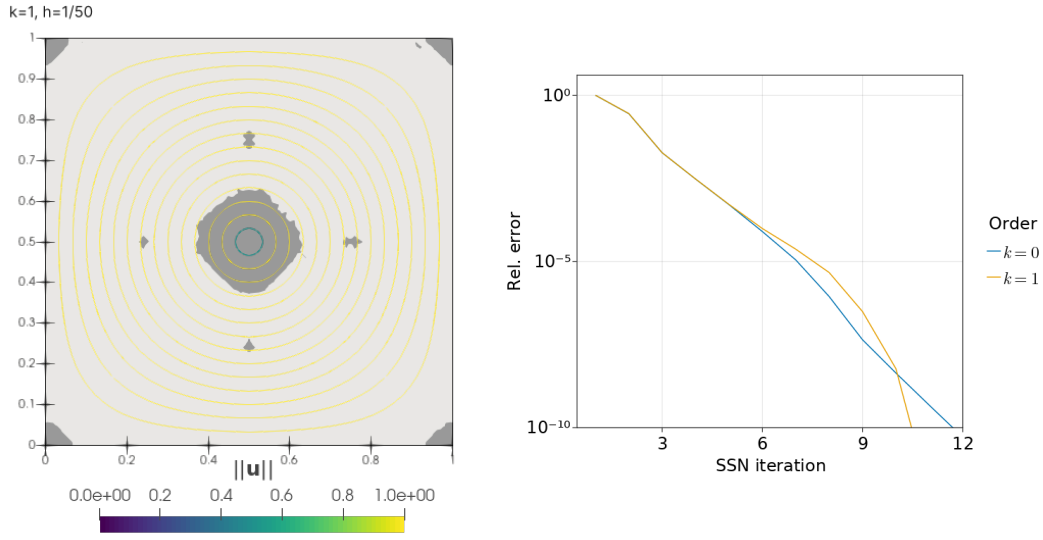 k=1, h=1/50
1
0.9
0.8
0.7
0.6
0.5
0.4
0.3
0.2
0.1
0
0 0.2 0.4 0.6 0.8 1
||u||
0.0e+00 0.2 0.4 0.6 0.8 1.0e+00
10⁰
10⁻⁵
10⁻¹⁰
3 6 9 12
Rel. error
SSN iteration
Order
k = 0
k = 1